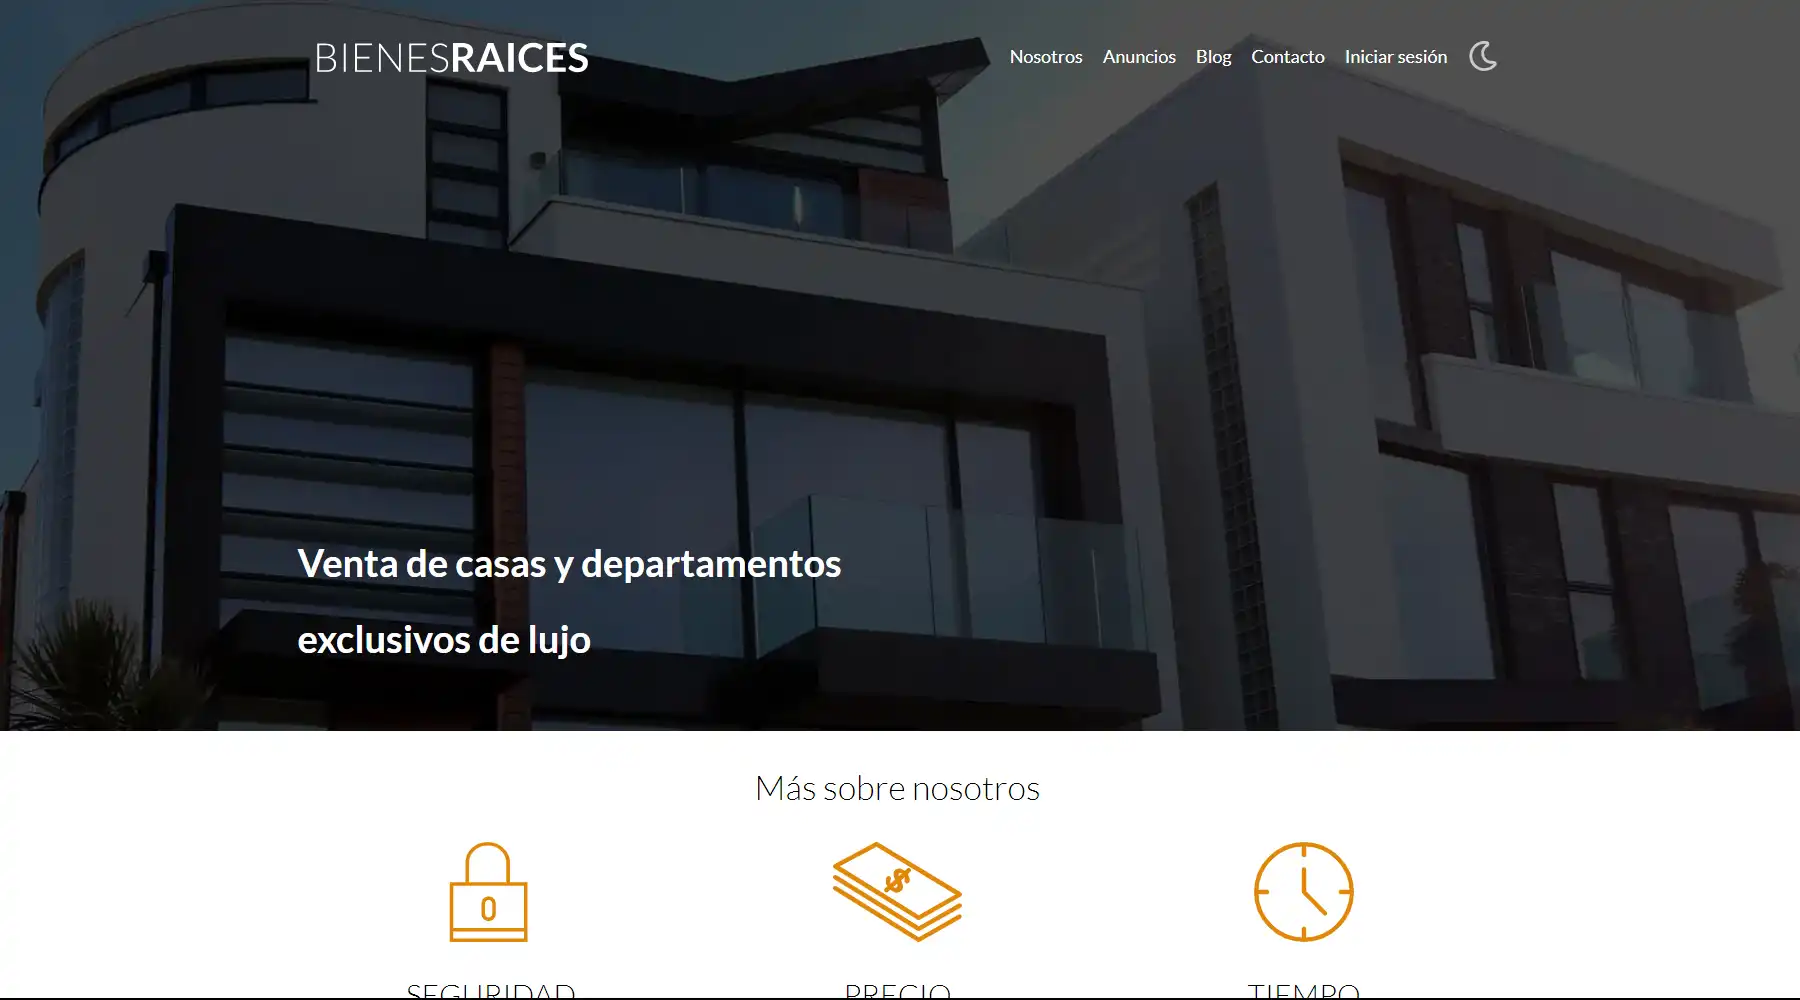 BIENESRAICES
Nosotros Anuncios Blog Contacto Iniciar sesión
Venta de casas y departamentos
exclusivos de lujo
Más sobre nosotros
SEGURIDAD PRECIO TIEMPO